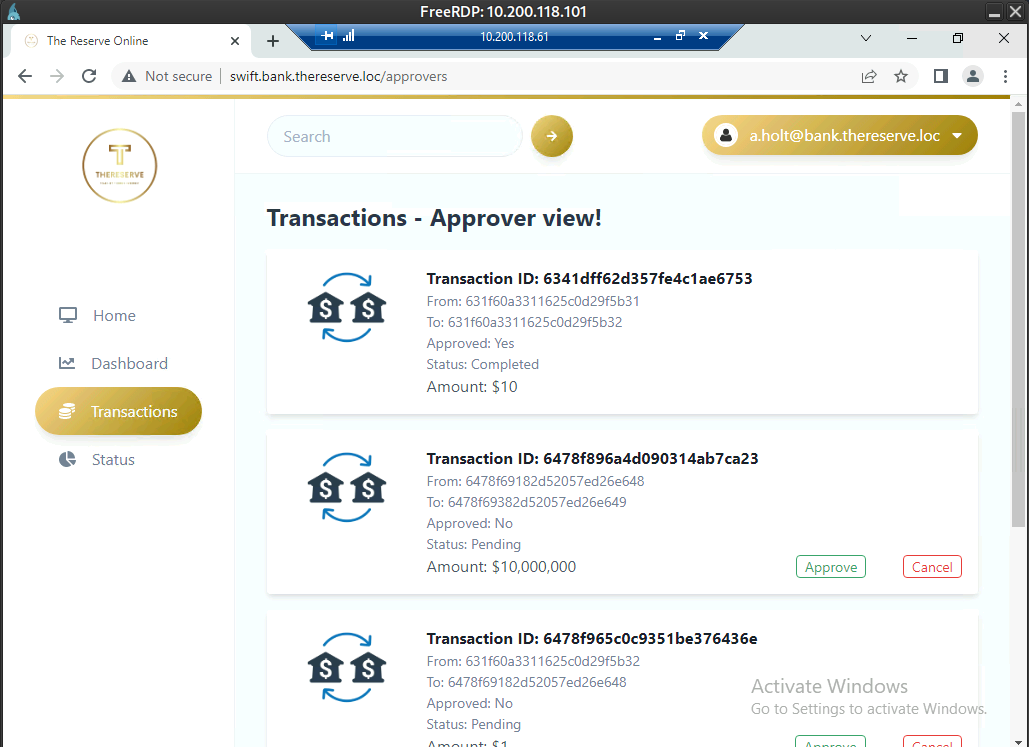 FreeRDP: 10.200.118.101
The Reserve Online
10.200.118.61
Not secure
swift.bank.thereserve.loc/approvers
T
THERESERVE
Search
a.holt@bank.thereserve.loc
Home
Dashboard
Transactions
Status
Transactions - Approver view!
Transaction ID: 6341dff62d357fe4c1ae6753
From: 631f60a3311625c0d29f5b31
To: 631f60a3311625c0d29f5b32
Approved: Yes
Status: Completed
Amount: $10
Transaction ID: 6478f896a4d090314ab7ca23
From: 6478f69182d52057ed26e648
To: 6478f69382d52057ed26e649
Approved: No
Status: Pending
Amount: $10,000,000
Approve
Cancel
Transaction ID: 6478f965c0c9351be376436e
From: 631f60a3311625c0d29f5b32
To: 6478f69182d52057ed26e648
Approved: No
Status: Pending
Amount: $1
Approve
Cancel
Activate Windows
Go to Settings to activate Windows.